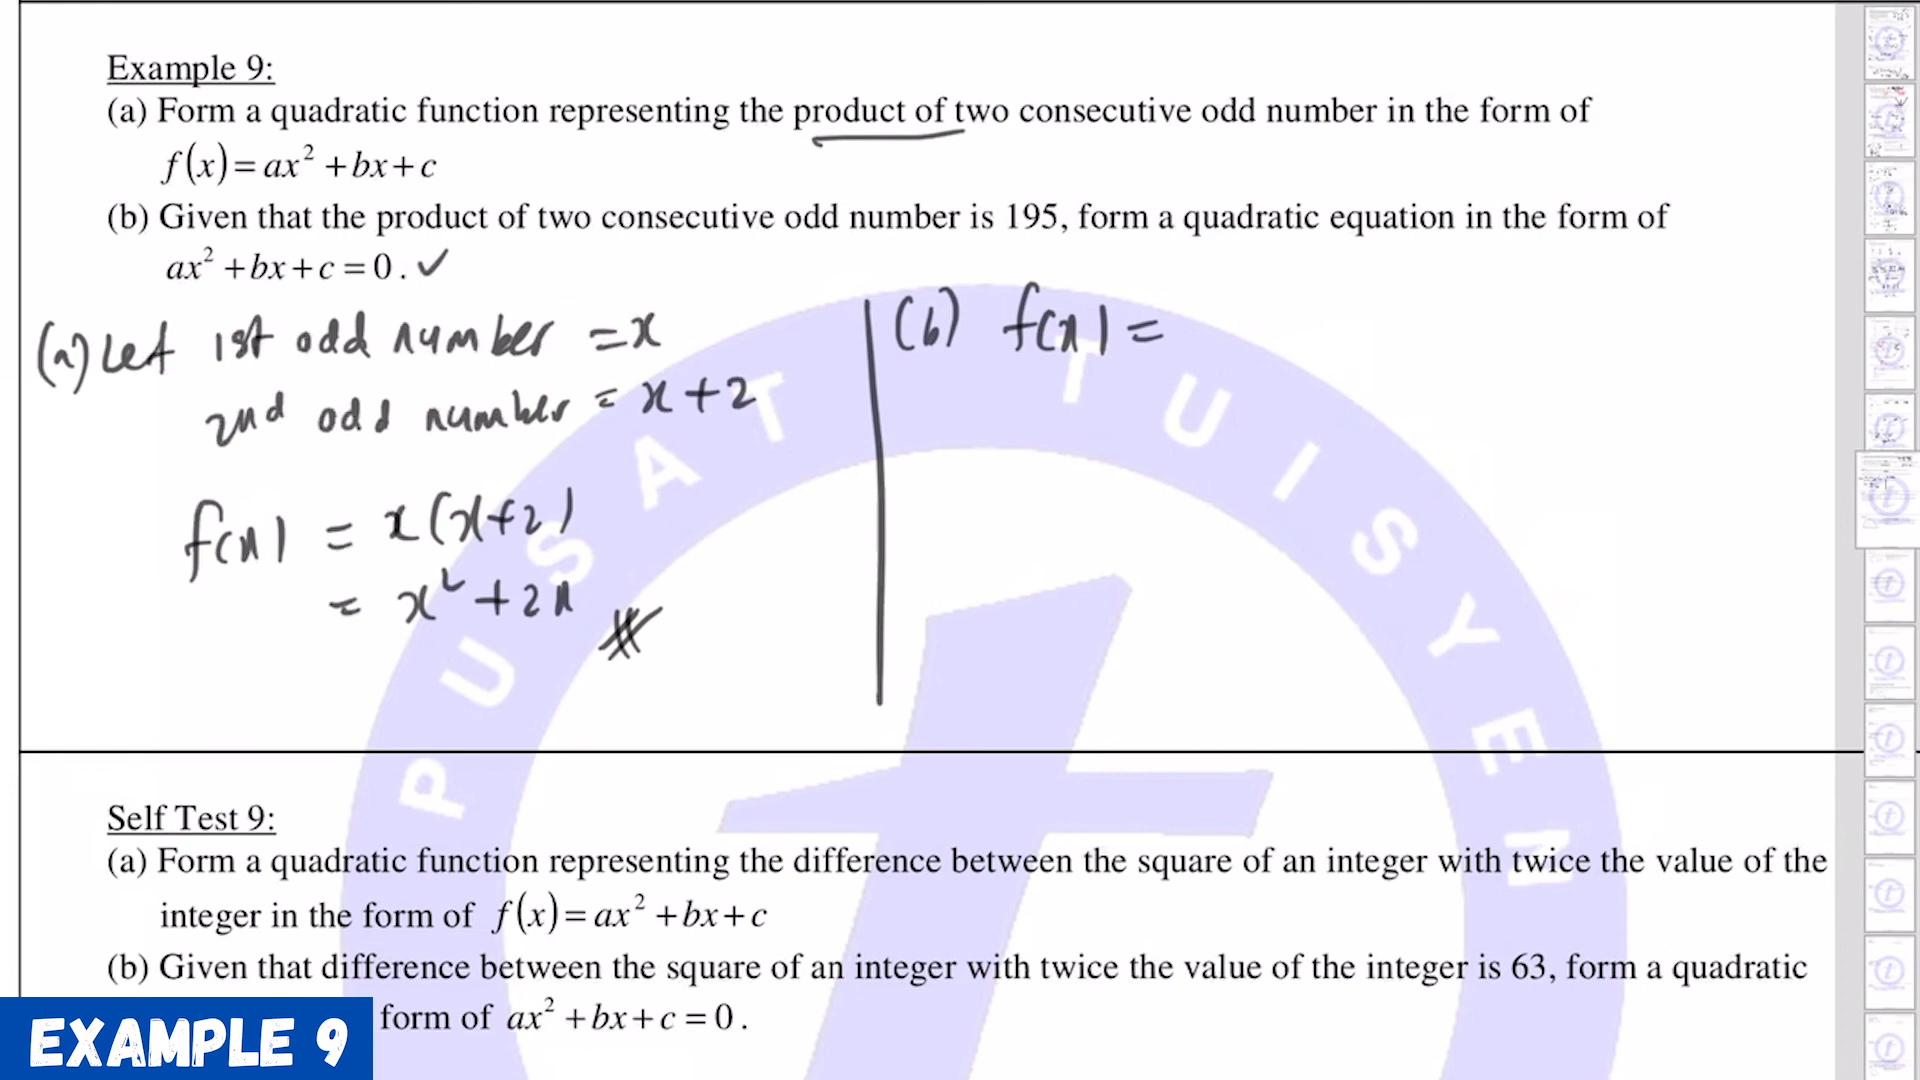 Example 9:
(a) Form a quadratic function representing the product of two consecutive odd number in the form of
f(x)= ax² +bx+c
(b) Given that the product of two consecutive odd number is 195, form a quadratic equation in the form of
ax² +bx+c = 0 . ✓
(a) Let 1st odd number = x
2nd odd number = x+2
f(x) = x(x+2)
= x²+2x
(b) f(x) =
PUSAT TUISYEN
Self Test 9:
(a) Form a quadratic function representing the difference between the square of an integer with twice the value of the
integer in the form of f(x)= ax² +bx+c
(b) Given that difference between the square of an integer with twice the value of the integer is 63, form a quadratic
form of ax² +bx+c = 0 .
EXAMPLE 9